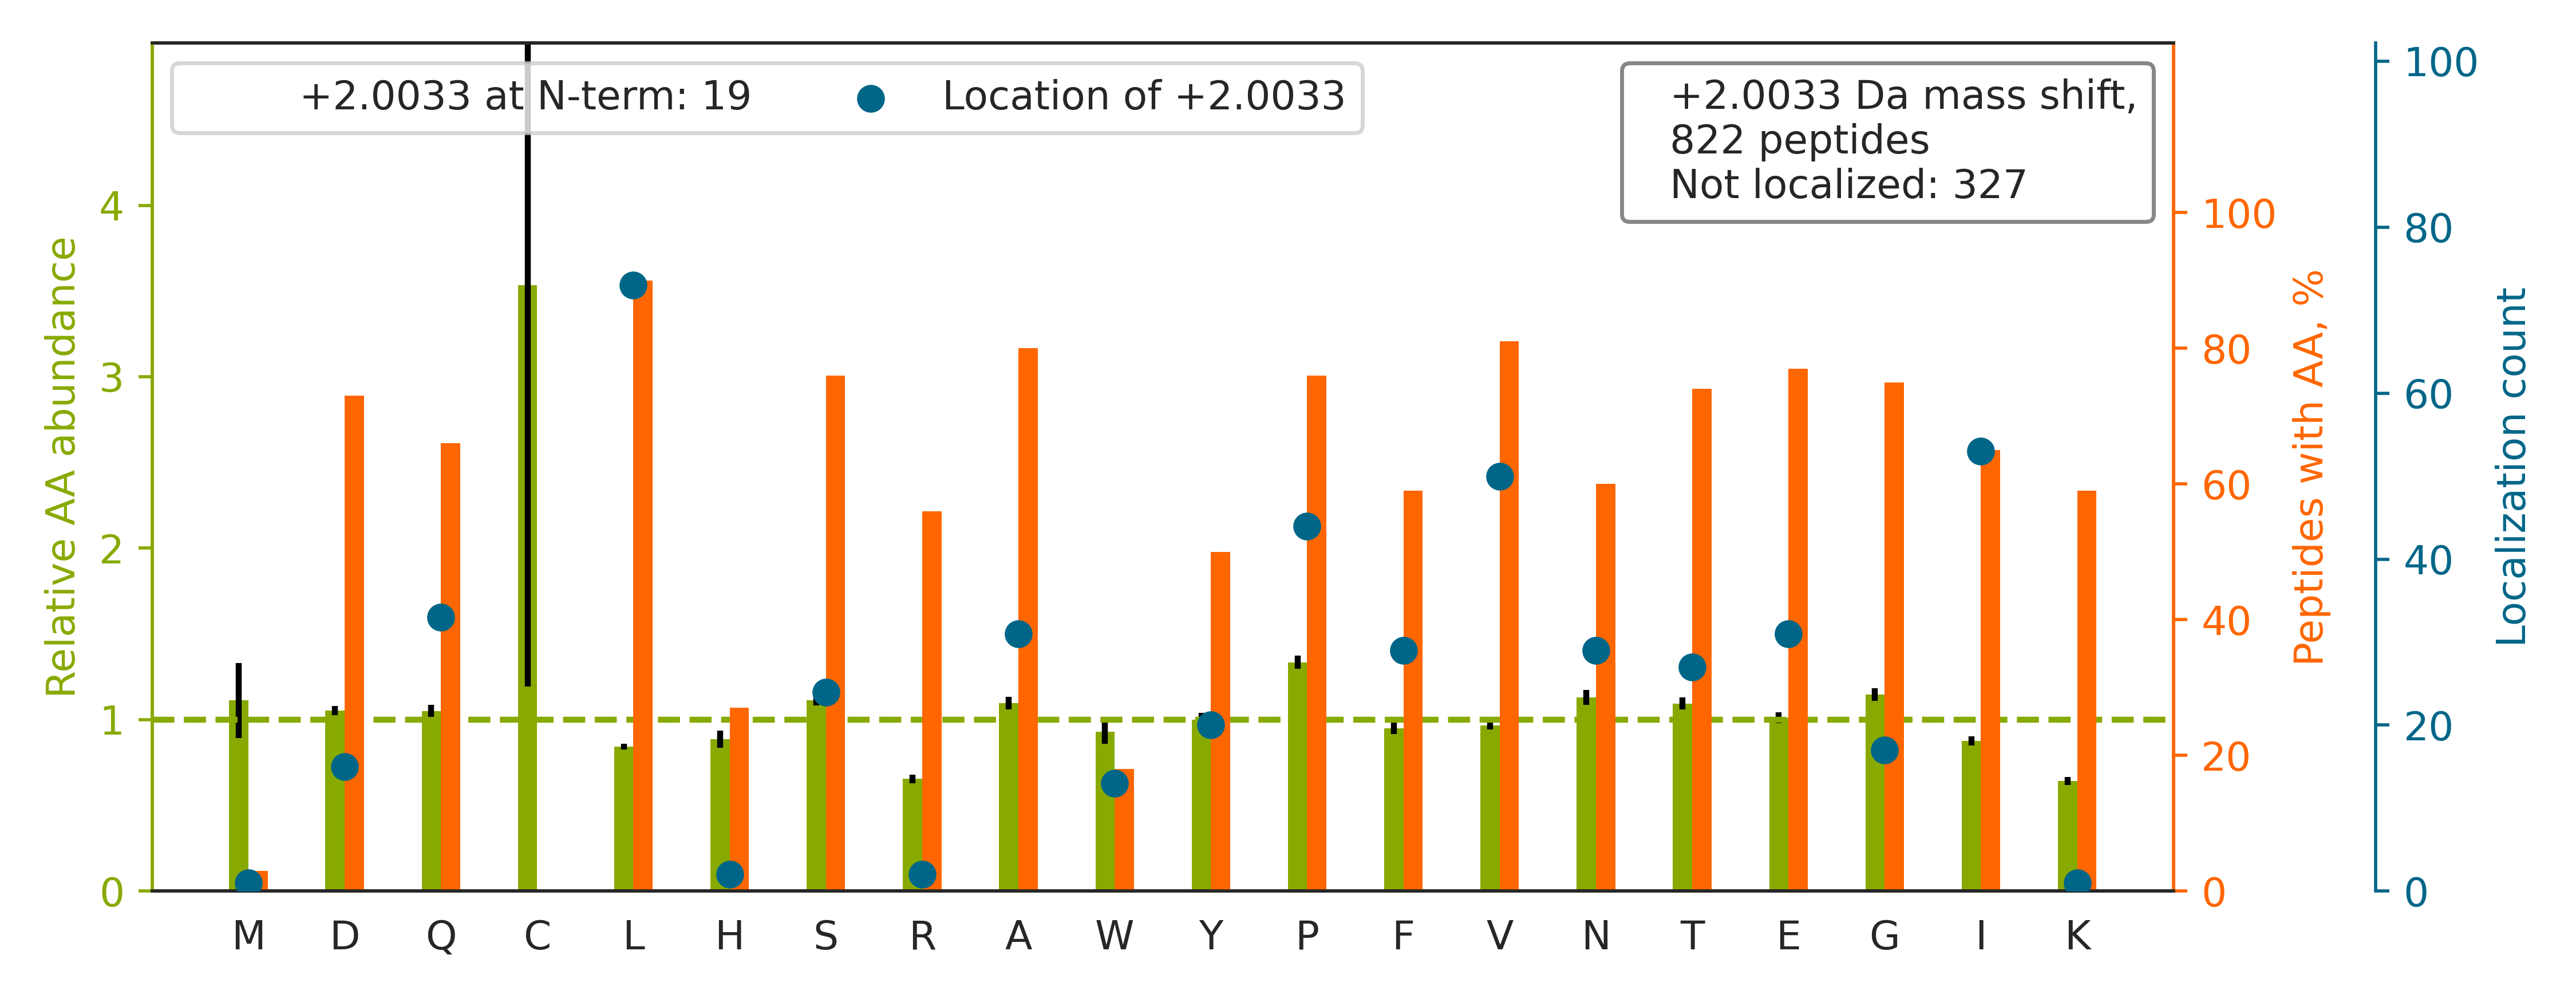 +2.0033 at N-term: 19
Location of +2.0033
+2.0033 Da mass shift,
822 peptides
Not localized: 327
Relative AA abundance
4
3
2
1
0
Peptides with AA, %
100
80
60
40
20
0
Localization count
100
80
60
40
20
0
M D Q C L H S R A W Y P F V N T E G I K